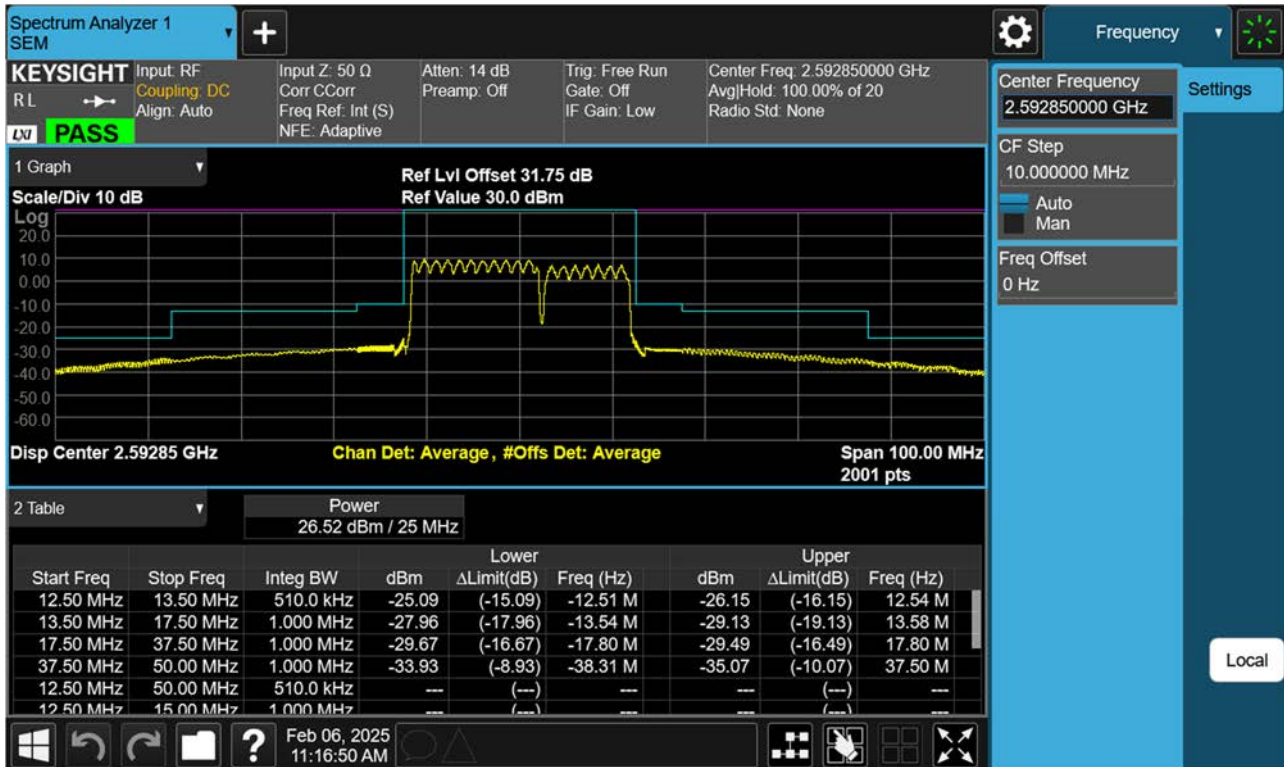 Spectrum Analyzer 1
SEM
Frequency
KEYSIGHT
R L
LXI
PASS
Input: RF
Coupling: DC
Align: Auto
Input Z: 50 Ω
Corr CCorr
Freq Ref: Int (S)
NFE: Adaptive
Atten: 14 dB
Preamp: Off
Trig: Free Run
Gate: Off
IF Gain: Low
Center Freq: 2.592850000 GHz
Avg|Hold: 100.00% of 20
Radio Std: None
Center Frequency
2.592850000 GHz
Settings
CF Step
10.000000 MHz
Auto
Man
Freq Offset
0 Hz
Local
1 Graph
Scale/Div 10 dB
Ref Lvl Offset 31.75 dB
Ref Value 30.0 dBm
Log
20.0
10.0
0.00
-10.0
-20.0
-30.0
-40.0
-50.0
-60.0
Disp Center 2.59285 GHz
Chan Det: Average , #Offs Det: Average
Span 100.00 MHz
2001 pts
2 Table
Power
26.52 dBm / 25 MHz
Lower Upper
Start Freq Stop Freq Integ BW dBm ΔLimit(dB) Freq (Hz) dBm ΔLimit(dB) Freq (Hz)
12.50 MHz 13.50 MHz 510.0 kHz -25.09 (-15.09) -12.51 M -26.15 (-16.15) 12.54 M
13.50 MHz 17.50 MHz 1.000 MHz -27.96 (-17.96) -13.54 M -29.13 (-19.13) 13.58 M
17.50 MHz 37.50 MHz 1.000 MHz -29.67 (-16.67) -17.80 M -29.49 (-16.49) 17.80 M
37.50 MHz 50.00 MHz 1.000 MHz -33.93 (-8.93) -38.31 M -35.07 (-10.07) 37.50 M
12.50 MHz 50.00 MHz 510.0 kHz --- (---) --- --- (---) ---
12.50 MHz 15.00 MHz 1.000 MHz --- (---) --- --- (---) ---
?
Feb 06, 2025
11:16:50 AM